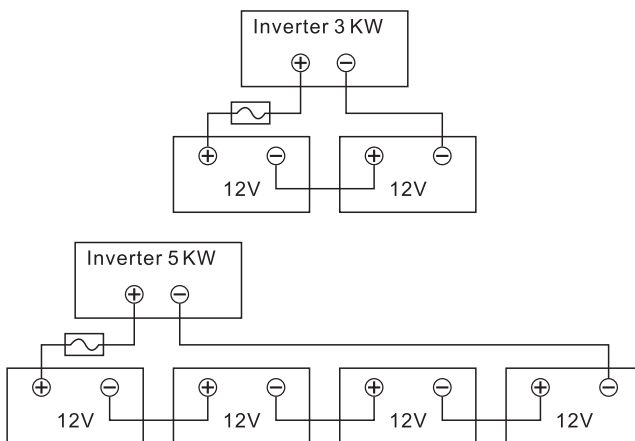 Inverter 3 KW
+ −
+ − + −
12V 12V
Inverter 5 KW
+ −
+ − + − + − + −
12V 12V 12V 12V